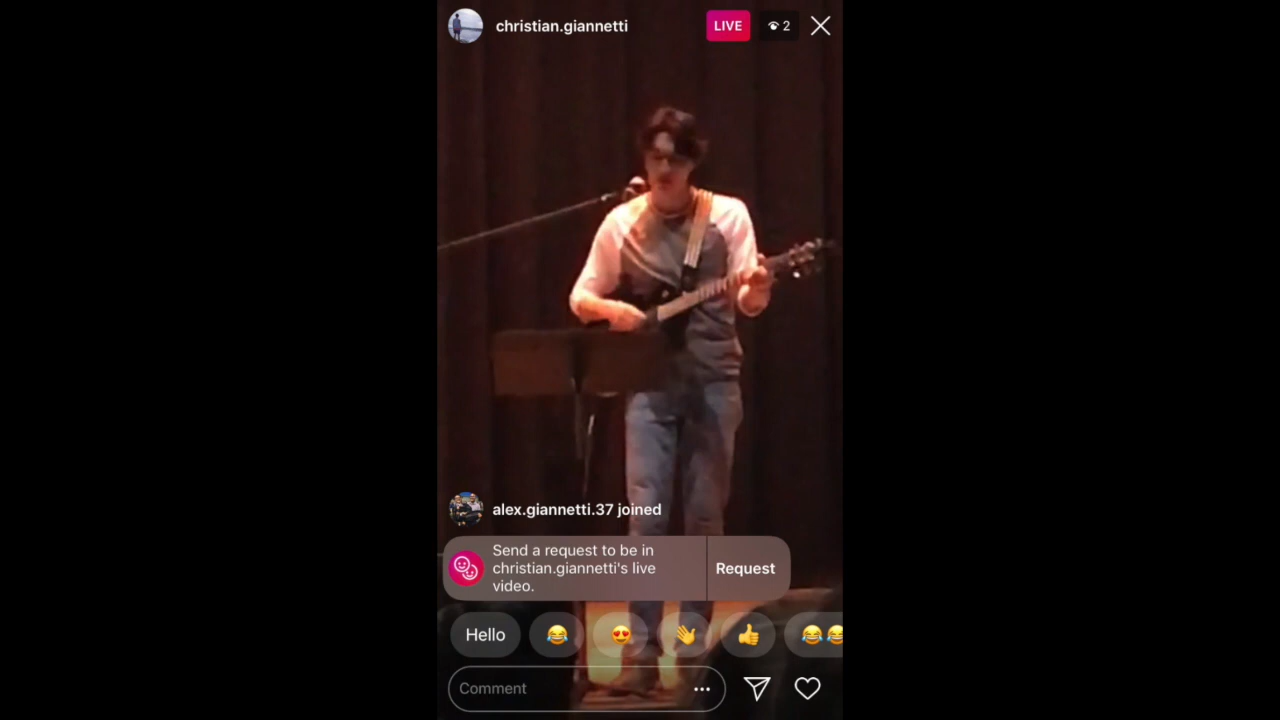 christian.giannetti
LIVE
2
alex.giannetti.37 joined
Send a request to be in
christian.giannetti's live
video.
Request
Hello
Comment